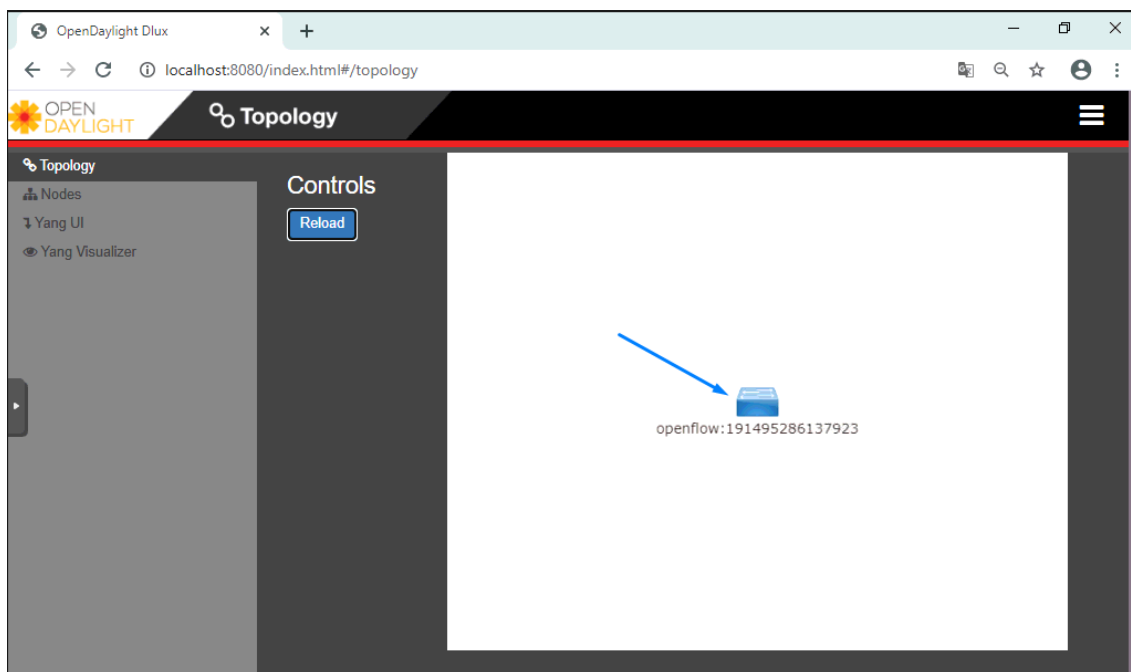 OpenDaylight Dlux
localhost:8080/index.html#/topology
OPEN
DAYLIGHT
Topology
Topology
Nodes
Yang UI
Yang Visualizer
Controls
Reload
openflow:191495286137923